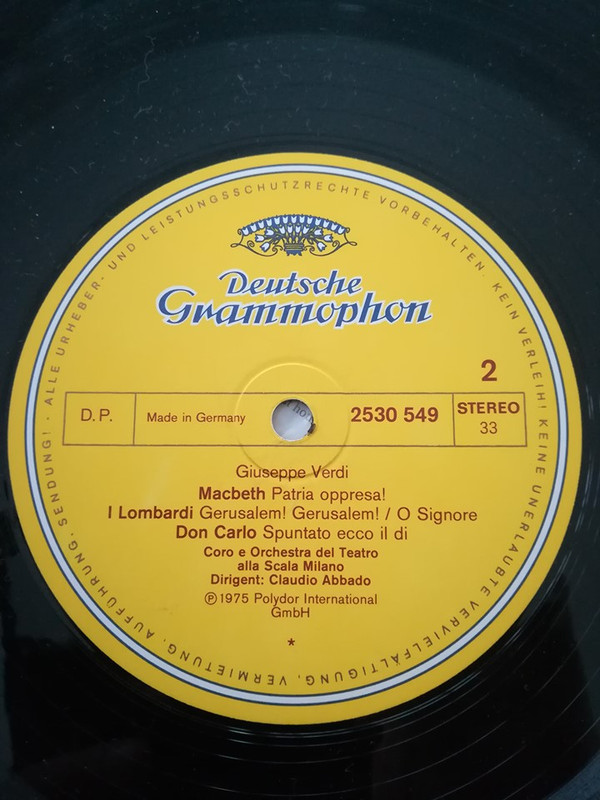 · ALLE URHEBER- UND LEISTUNGSSCHUTZRECHTE VORBEHALTEN. KEIN VERLEIH! KEINE UNERLAUBTE VERVIELFÄLTIGUNG, VERMIETUNG, AUFFÜHRUNG, SENDUNG!
Deutsche
Grammophon
2
D.P. Made in Germany 2530 549 STEREO
33
Giuseppe Verdi
Macbeth Patria oppresa!
I Lombardi Gerusalem! Gerusalem! / O Signore
Don Carlo Spuntato ecco il di
Coro e Orchestra del Teatro
alla Scala Milano
Dirigent: Claudio Abbado
℗ 1975 Polydor International
GmbH
*